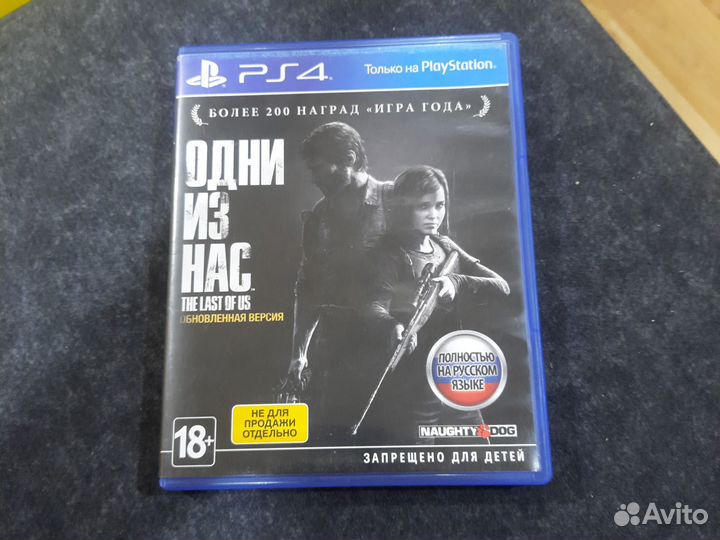 PS4
Только на PlayStation
БОЛЕЕ 200 НАГРАД «ИГРА ГОДА»
ОДНИ
ИЗ
НАС
THE LAST OF US
ОБНОВЛЕННАЯ ВЕРСИЯ
ПОЛНОСТЬЮ
НА РУССКОМ
ЯЗЫКЕ
НЕ ДЛЯ
ПРОДАЖИ
ОТДЕЛЬНО
18+
NAUGHTY DOG
ЗАПРЕЩЕНО ДЛЯ ДЕТЕЙ
Avito